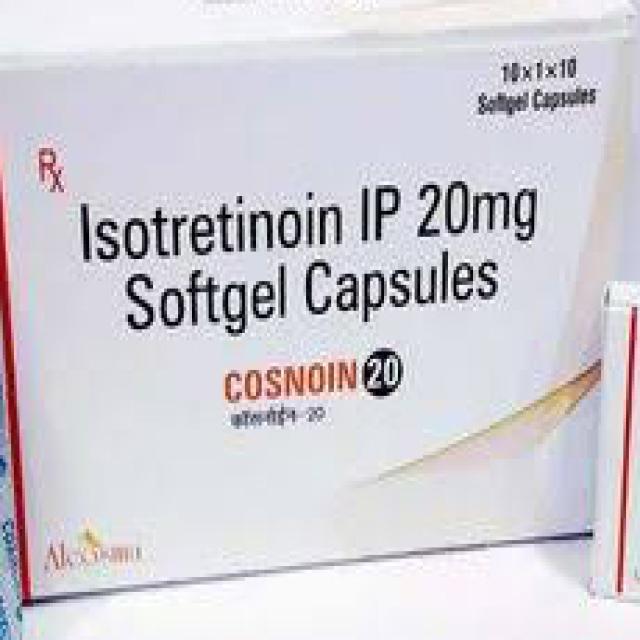 10×1×10
Softgel Capsules
Rx
Isotretinoin IP 20mg
Softgel Capsules
COSNOIN 20